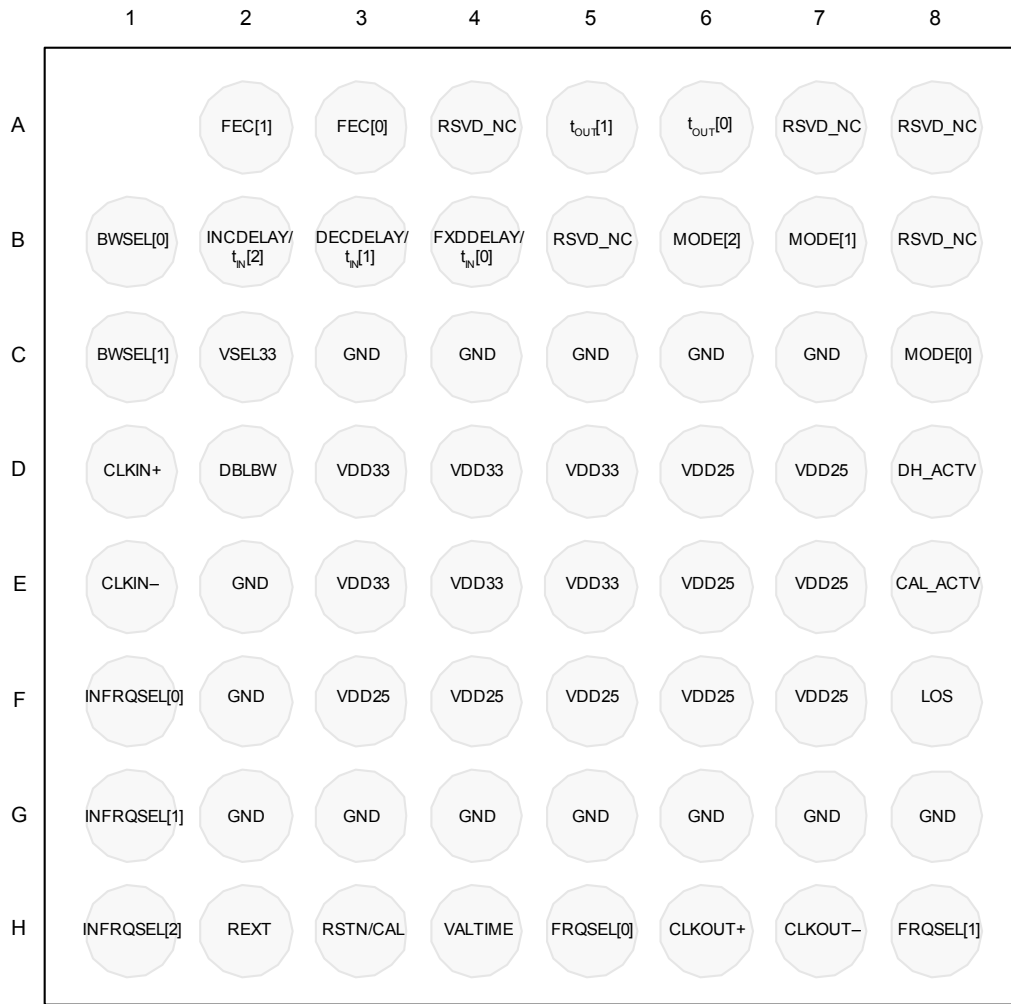 1 2 3 4 5 6 7 8
A FEC[1] FEC[0] RSVD_NC tOUT[1] tOUT[0] RSVD_NC RSVD_NC
B BWSEL[0] INCDELAY/ tIN[2] DECDELAY/ tIN[1] FXDDELAY/ tIN[0] RSVD_NC MODE[2] MODE[1] RSVD_NC
C BWSEL[1] VSEL33 GND GND GND GND GND MODE[0]
D CLKIN+ DBLBW VDD33 VDD33 VDD33 VDD25 VDD25 DH_ACTV
E CLKIN– GND VDD33 VDD33 VDD33 VDD25 VDD25 CAL_ACTV
F INFRQSEL[0] GND VDD25 VDD25 VDD25 VDD25 VDD25 LOS
G INFRQSEL[1] GND GND GND GND GND GND GND
H INFRQSEL[2] REXT RSTN/CAL VALTIME FRQSEL[0] CLKOUT+ CLKOUT– FRQSEL[1]